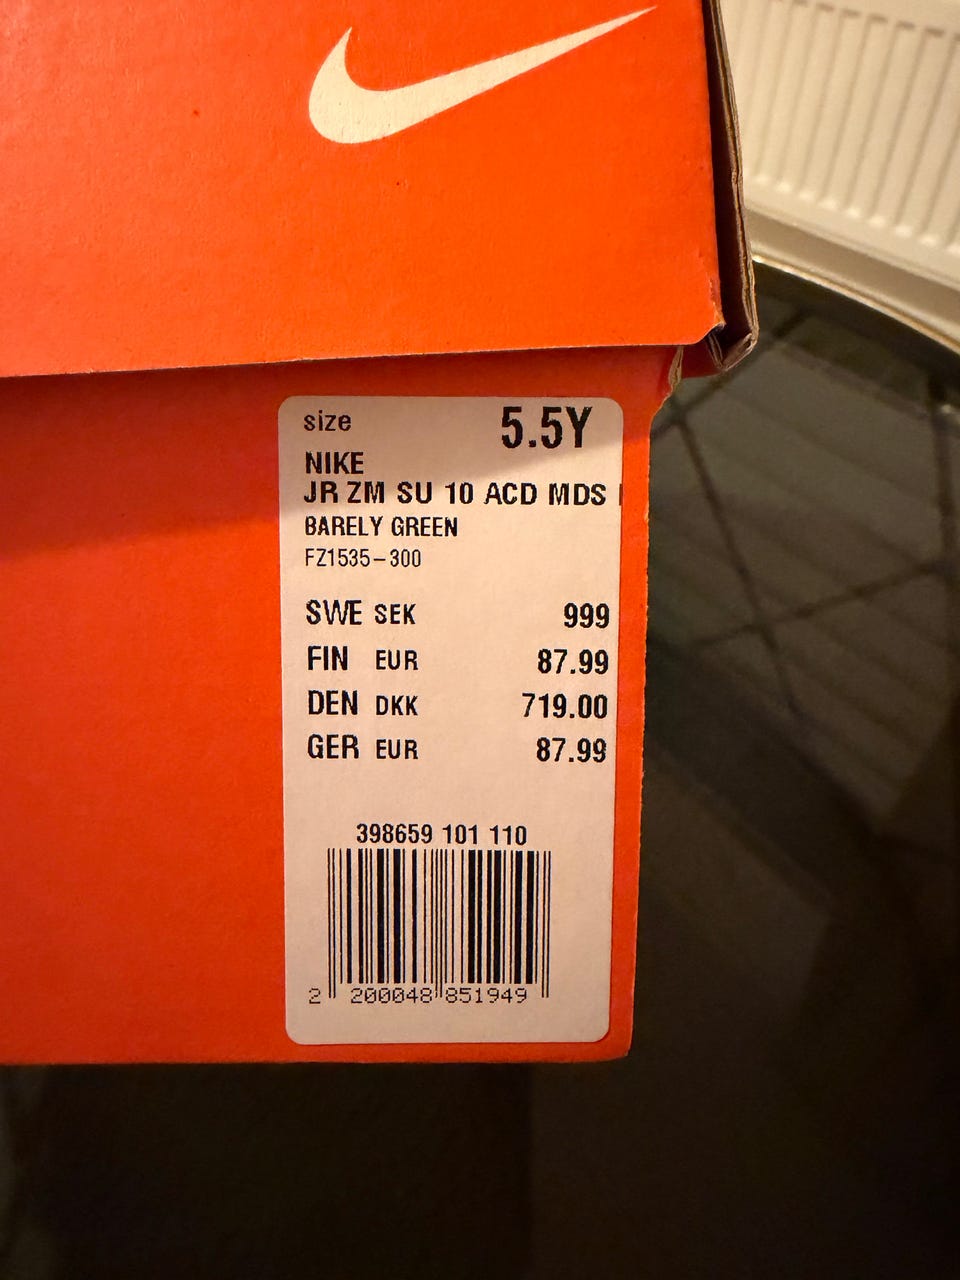 size 5.5Y
NIKE
JR ZM SU 10 ACD MDS
BARELY GREEN
FZ1535-300
SWE SEK 999
FIN EUR 87.99
DEN DKK 719.00
GER EUR 87.99
398659 101 110
2 200048 851949